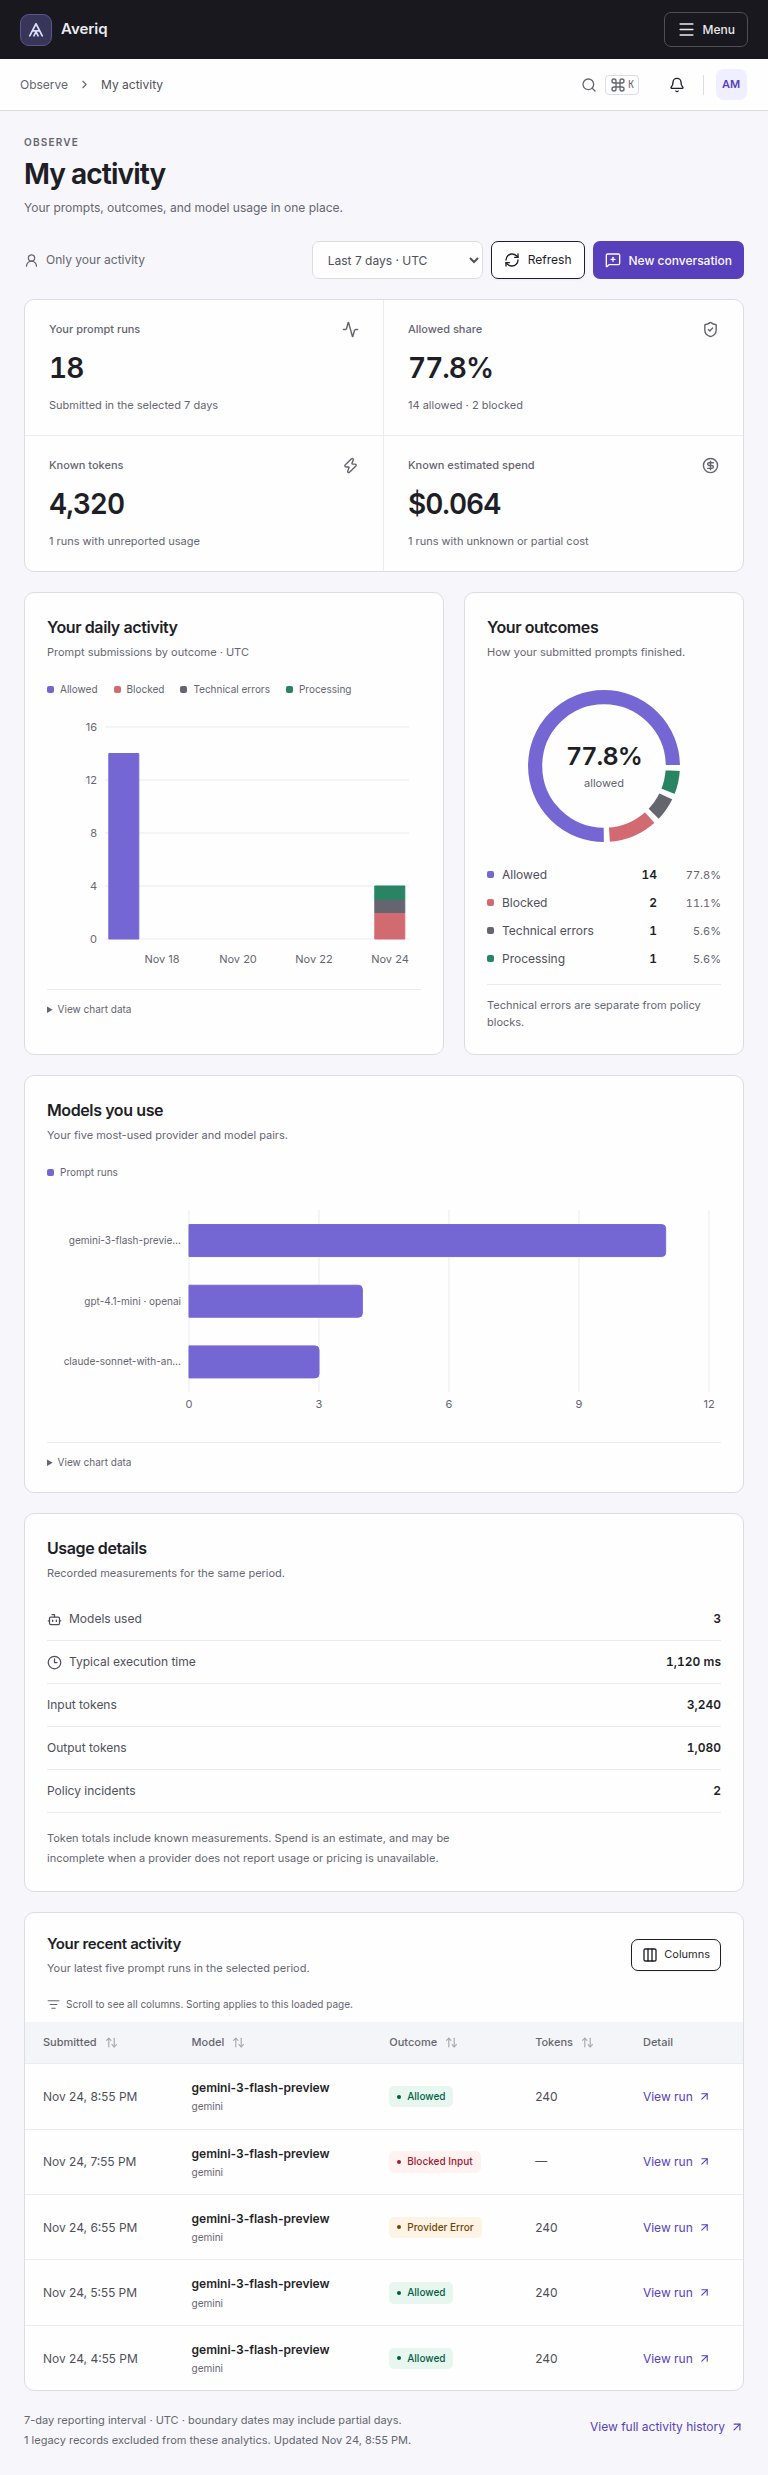 Averiq
Menu
Observe
My activity
K
AM
OBSERVE
My activity
Your prompts, outcomes, and model usage in one place.
Only your activity
Last 7 days · UTC
Refresh
New conversation
Your prompt runs
18
Submitted in the selected 7 days
Allowed share
77.8%
14 allowed · 2 blocked
Known tokens
4,320
1 runs with unreported usage
Known estimated spend
$0.064
1 runs with unknown or partial cost
Your daily activity
Prompt submissions by outcome · UTC
Allowed Blocked Technical errors Processing
16
12
8
4
0
Nov 18 Nov 20 Nov 22 Nov 24
View chart data
Your outcomes
How your submitted prompts finished.
77.8%
allowed
Allowed 14 77.8%
Blocked 2 11.1%
Technical errors 1 5.6%
Processing 1 5.6%
Technical errors are separate from policy
blocks.
Models you use
Your five most-used provider and model pairs.
Prompt runs
gemini-3-flash-previe...
gpt-4.1-mini · openai
claude-sonnet-with-an...
0 3 6 9 12
View chart data
Usage details
Recorded measurements for the same period.
Models used 3
Typical execution time 1,120 ms
Input tokens 3,240
Output tokens 1,080
Policy incidents 2
Token totals include known measurements. Spend is an estimate, and may be
incomplete when a provider does not report usage or pricing is unavailable.
Your recent activity
Your latest five prompt runs in the selected period.
Columns
Scroll to see all columns. Sorting applies to this loaded page.
Submitted Model Outcome Tokens Detail
Nov 24, 8:55 PM gemini-3-flash-preview Allowed 240 View run
gemini
Nov 24, 7:55 PM gemini-3-flash-preview Blocked Input — View run
gemini
Nov 24, 6:55 PM gemini-3-flash-preview Provider Error 240 View run
gemini
Nov 24, 5:55 PM gemini-3-flash-preview Allowed 240 View run
gemini
Nov 24, 4:55 PM gemini-3-flash-preview Allowed 240 View run
gemini
7-day reporting interval · UTC · boundary dates may include partial days.
1 legacy records excluded from these analytics. Updated Nov 24, 8:55 PM.
View full activity history